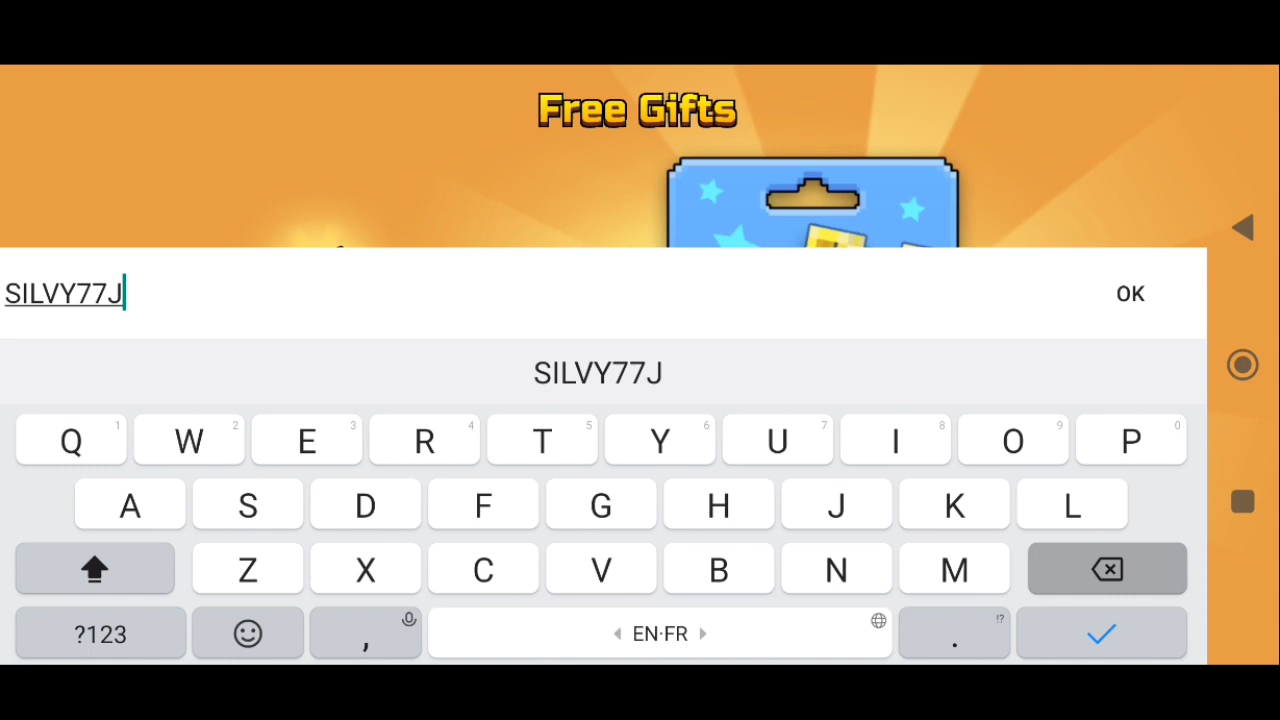 Free Gifts
SILVY77J
OK
SILVY77J
Q 1 W 2 E 3 R 4 T 5 Y 6 U 7 I 8 O 9 P 0
A S D F G H J K L
Z X C V B N M
?123 , EN·FR . !?